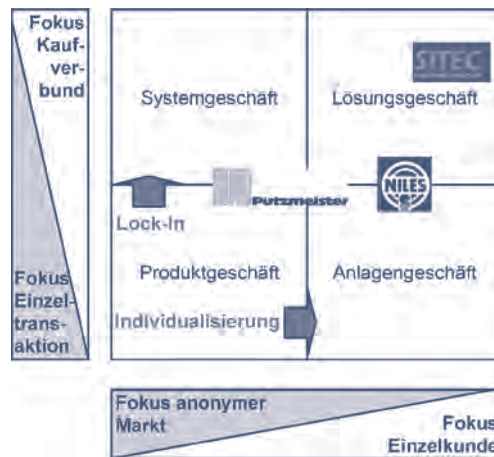 Fokus
Kauf-
ver-
bund
SITEC
Systemgeschäft
Lösungsgeschäft
NILES
Putzmeister
Lock-In
Produktgeschäft
Anlagengeschäft
Fokus
Einzel-
trans-
aktion
Individualisierung
Fokus anonymer
Markt
Fokus
Einzelkunde